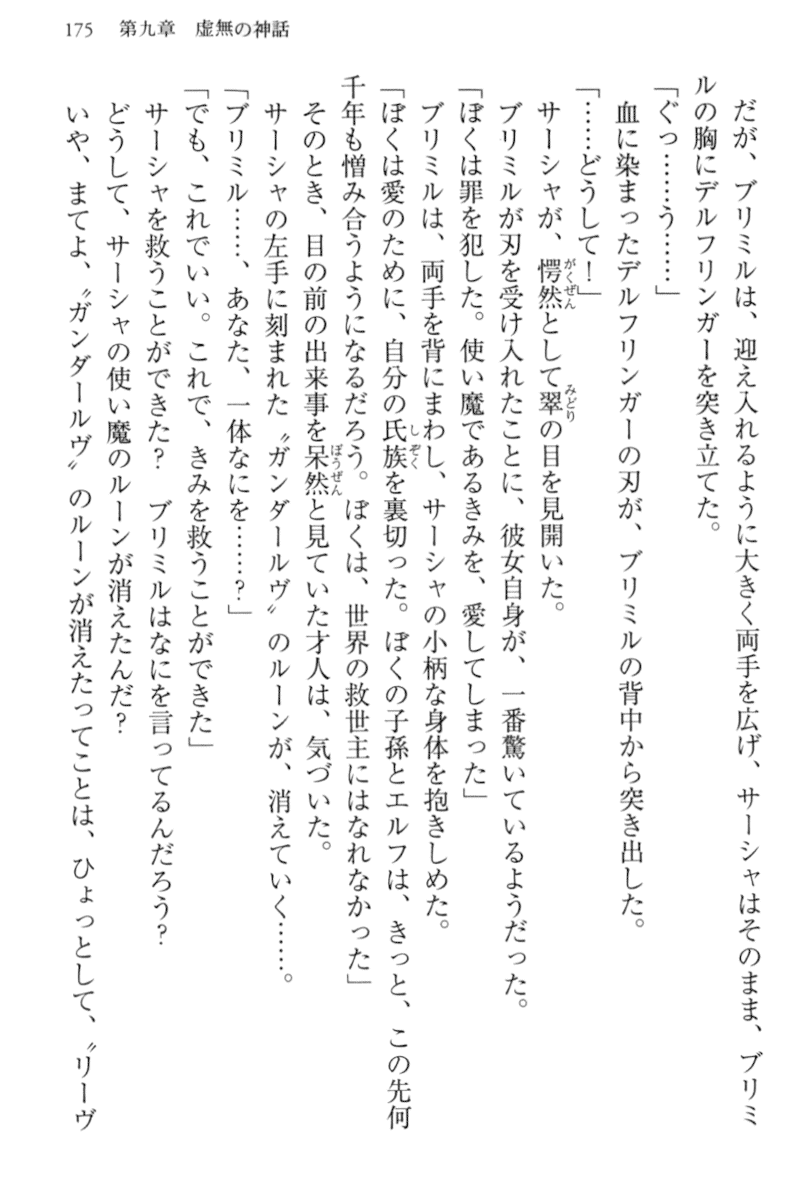 175　第九章　虚無の神話
　だが、ブリミルは、迎え入れるように大きく両手を広げ、サーシャはそのまま、ブリミ
ルの胸にデルフリンガーを突き立てた。
「ぐっ……う……」
　血に染まったデルフリンガーの刃が、ブリミルの背中から突き出した。
「……どうして！」
　サーシャが、愕然として翠の目を見開いた。
　ブリミルが刃を受け入れたことに、彼女自身が、一番驚いているようだった。
「ぼくは罪を犯した。使い魔であるきみを、愛してしまった」
　ブリミルは、両手を背にまわし、サーシャの小柄な身体を抱きしめた。
「ぼくは愛のために、自分の氏族を裏切った。ぼくの子孫とエルフは、きっと、この先何
千年も憎み合うようになるだろう。ぼくは、世界の救世主にはなれなかった」
　そのとき、目の前の出来事を呆然と見ていた才人は、気づいた。
　サーシャの左手に刻まれた〝ガンダールヴ〟のルーンが、消えていく……。
「ブリミル……、あなた、一体なにを……？」
「でも、これでいい。これで、きみを救うことができた」
　サーシャを救うことができた？　ブリミルはなにを言ってるんだろう？
　どうして、サーシャの使い魔のルーンが消えたんだ？
　いや、まてよ、〝ガンダールヴ〟のルーンが消えたってことは、ひょっとして、〝リーヴ